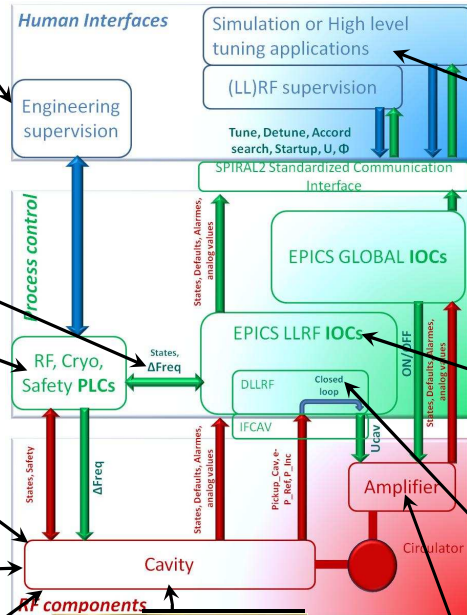 Human Interfaces
Simulation or High level
tuning applications
(LL)RF supervision
Engineering
supervision
Tune, Detune, Accord
search, Startup, U, Φ
SPIRAL2 Standardized Communication
Interface
Process control
States, Defaults, Alarmes,
analog values
EPICS GLOBAL IOCs
EPICS LLRF IOCs
RF, Cryo,
Safety PLCs
States,
ΔFreq
DLLRF
Closed
loop
IFCAV
ON/OFF
States, Defaults Alarmes,
analog values
States, Safety
ΔFreq
States, Defaults, Alarmes,
analog values
Pickup_Cav, e-
P_Ref, P_Inc
Ucav
Amplifier
Circulator
Cavity
RF components